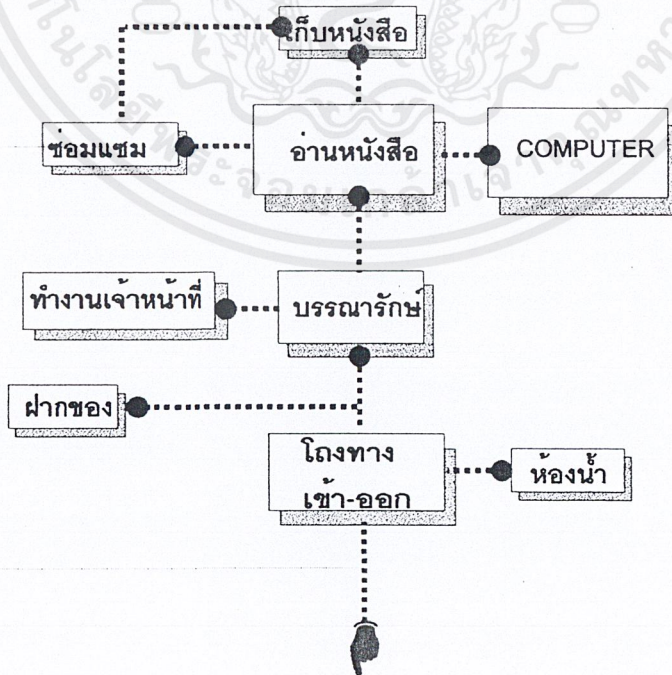 เก็บหนังสือ
ซ่อมแซม
อ่านหนังสือ
COMPUTER
ทำงานเจ้าหน้าที่
บรรณารักษ์
ฝากของ
โถงทาง
เข้า-ออก
ห้องน้ำ